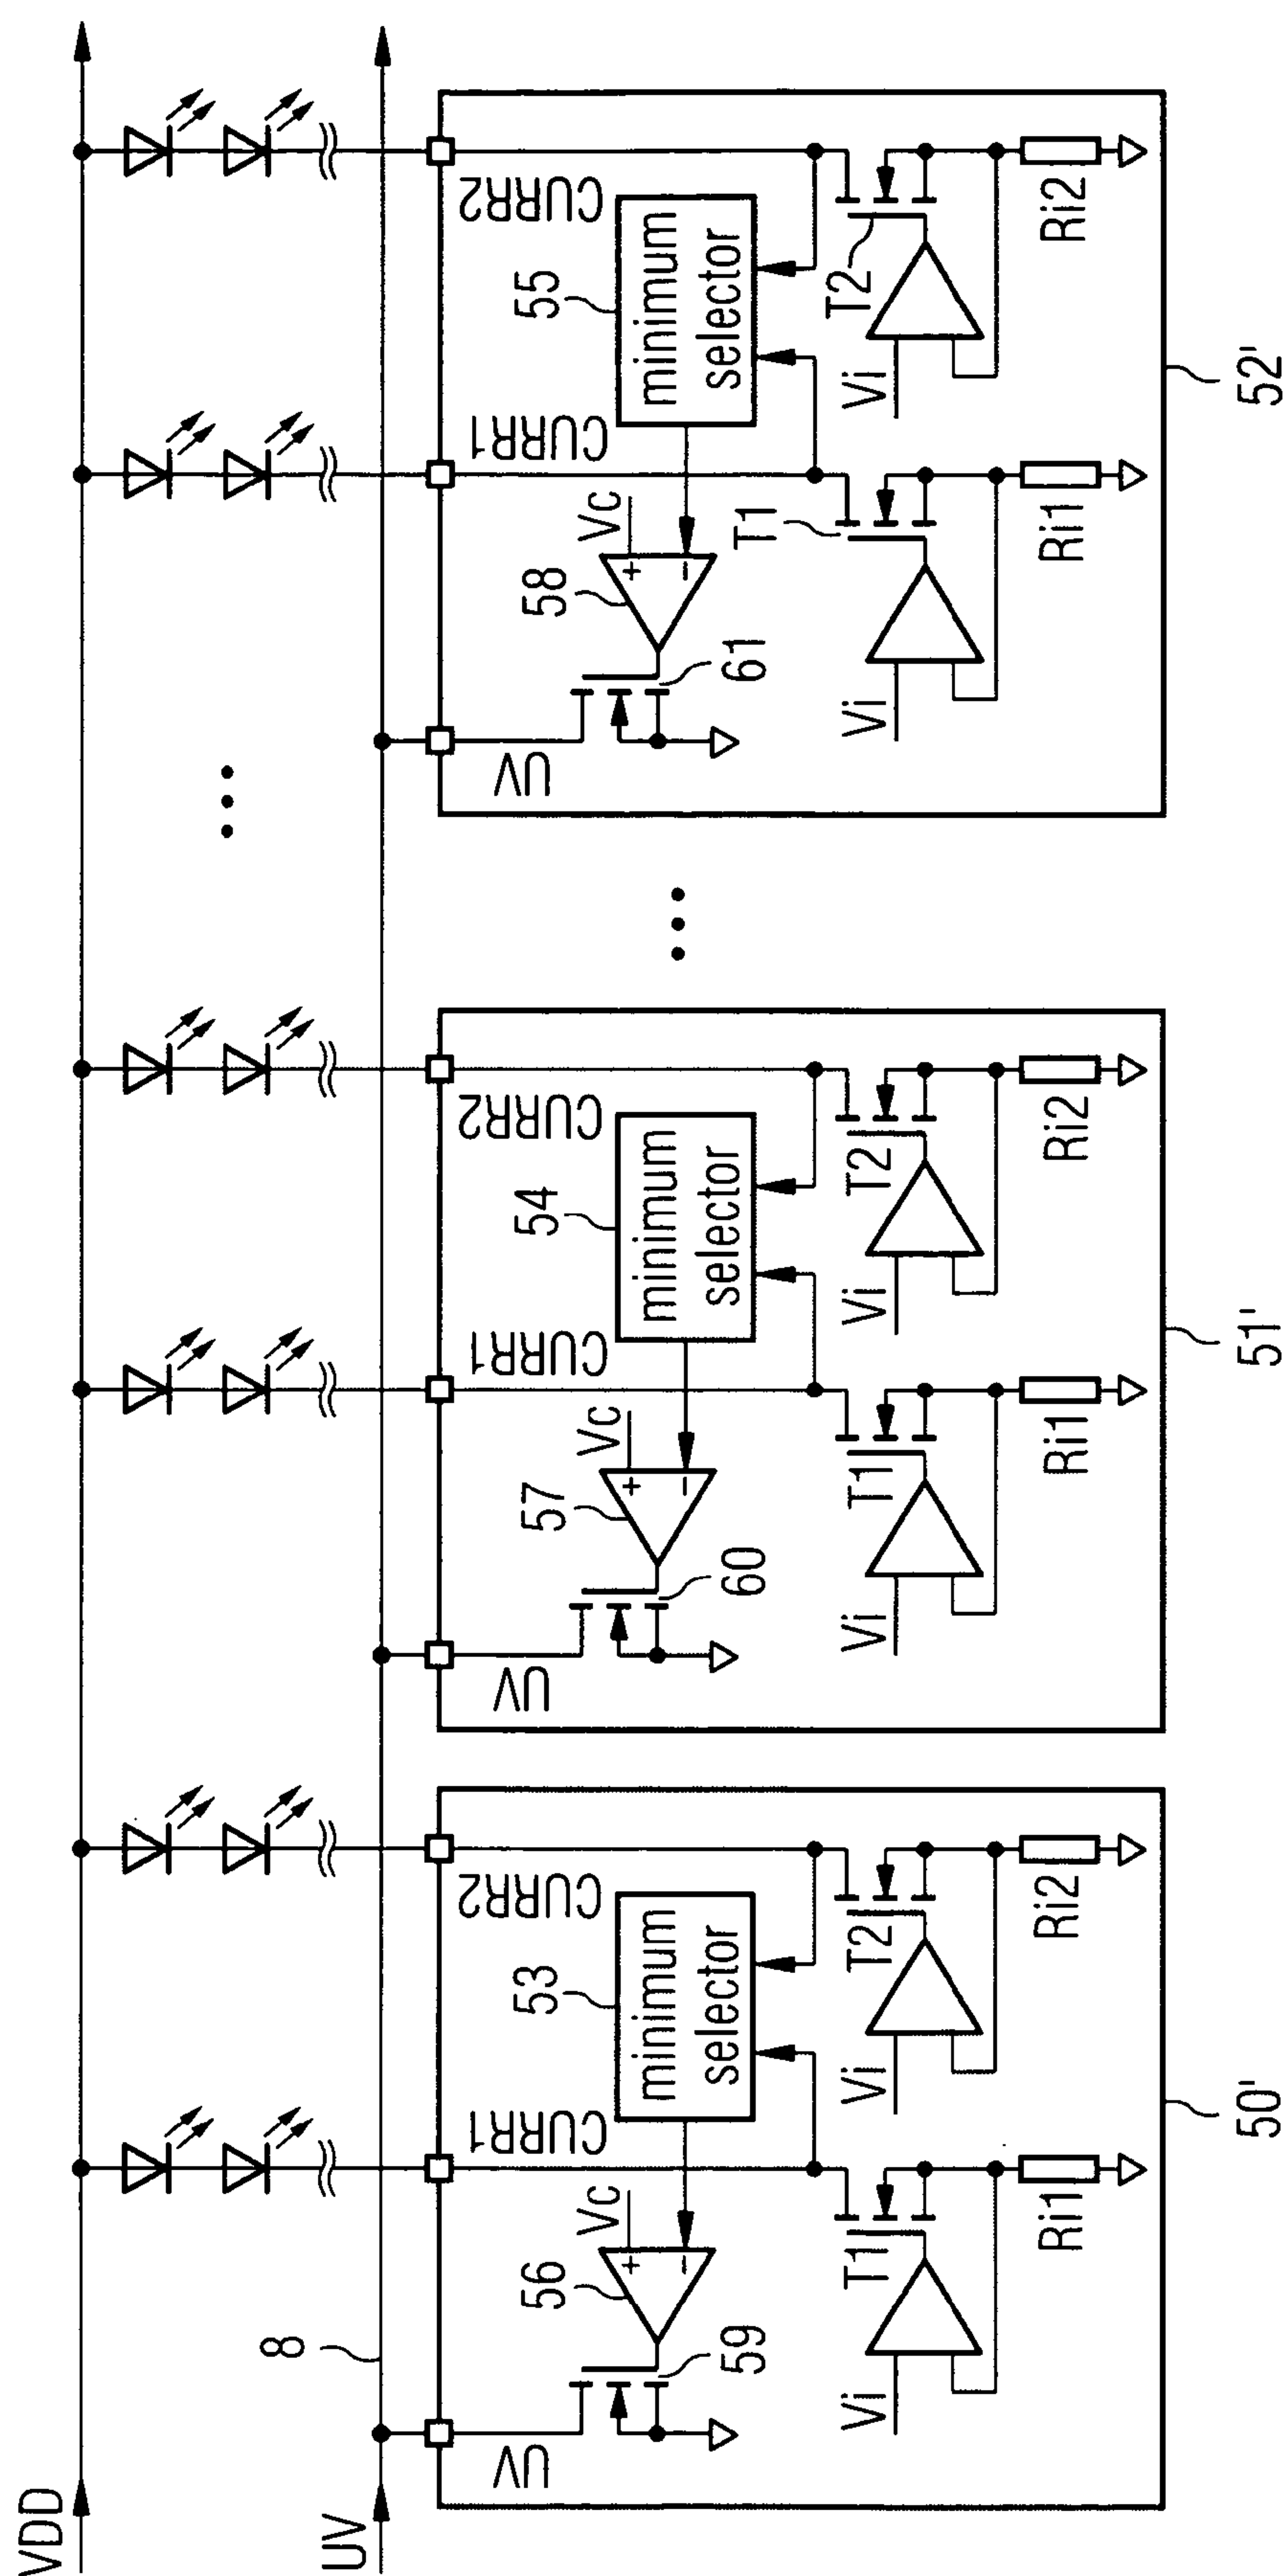 VDD
UV
8
UV
59
56
Vc
CURR1
53
minimum
selector
CURR2
Vi
T1
Ri1
Vi
T2
Ri2
50'
UV
60
57
Vc
CURR1
54
minimum
selector
CURR2
Vi
T1
Ri1
Vi
T2
Ri2
51'
UV
61
58
Vc
CURR1
55
minimum
selector
CURR2
Vi
T1
Ri1
Vi
T2
Ri2
52'
+
−
+
−
+
−